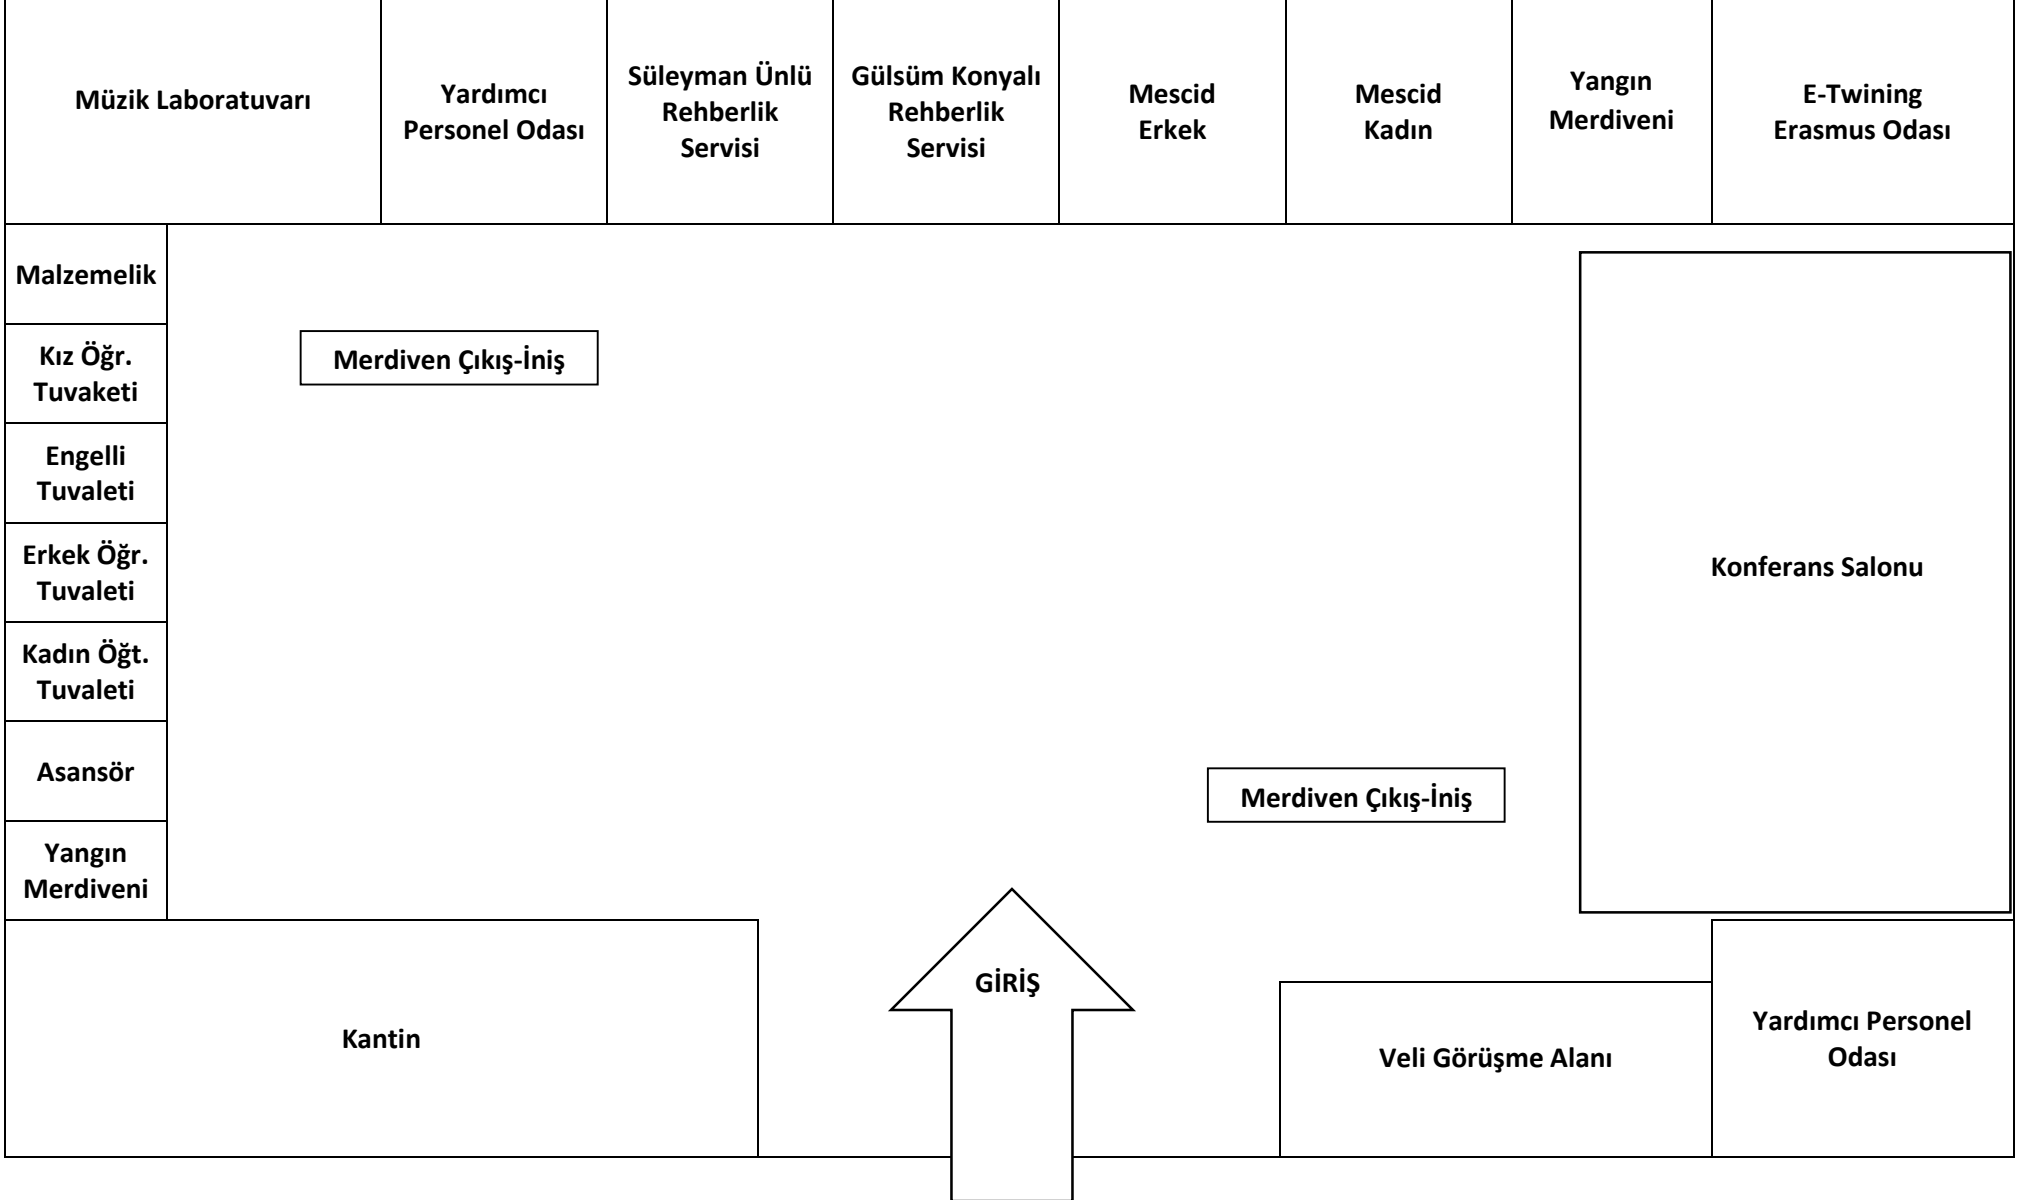 Müzik Laboratuvarı
Yardımcı
Personel Odası
Süleyman Ünlü
Rehberlik
Servisi
Gülsüm Konyalı
Rehberlik
Servisi
Mescid
Erkek
Mescid
Kadın
Yangın
Merdiveni
E-Twining
Erasmus Odası
Malzemelik
Kız Öğr.
Tuvaketi
Engelli
Tuvaleti
Erkek Öğr.
Tuvaleti
Kadın Öğt.
Tuvaleti
Asansör
Yangın
Merdiveni
Merdiven Çıkış-İniş
Konferans Salonu
Merdiven Çıkış-İniş
Kantin
GİRİŞ
Veli Görüşme Alanı
Yardımcı Personel
Odası